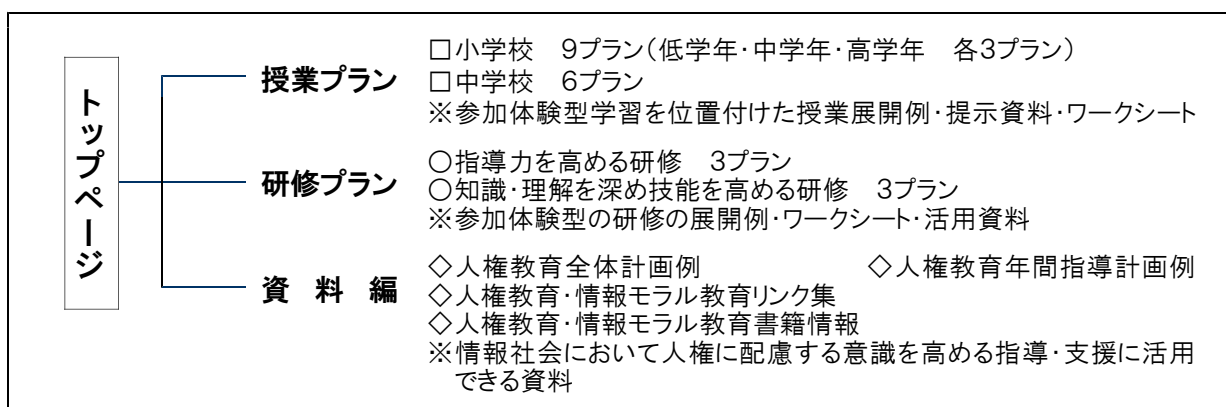 トップページ
授業プラン
□小学校 9プラン(低学年・中学年・高学年 各3プラン)
□中学校 6プラン
※参加体験型学習を位置付けた授業展開例・提示資料・ワークシート
研修プラン
○指導力を高める研修 3プラン
○知識・理解を深め技能を高める研修 3プラン
※参加体験型の研修の展開例・ワークシート・活用資料
資料編
◇人権教育全体計画例 ◇人権教育年間指導計画例
◇人権教育・情報モラル教育リンク集
◇人権教育・情報モラル教育書籍情報
※情報社会において人権に配慮する意識を高める指導・支援に活用
できる資料